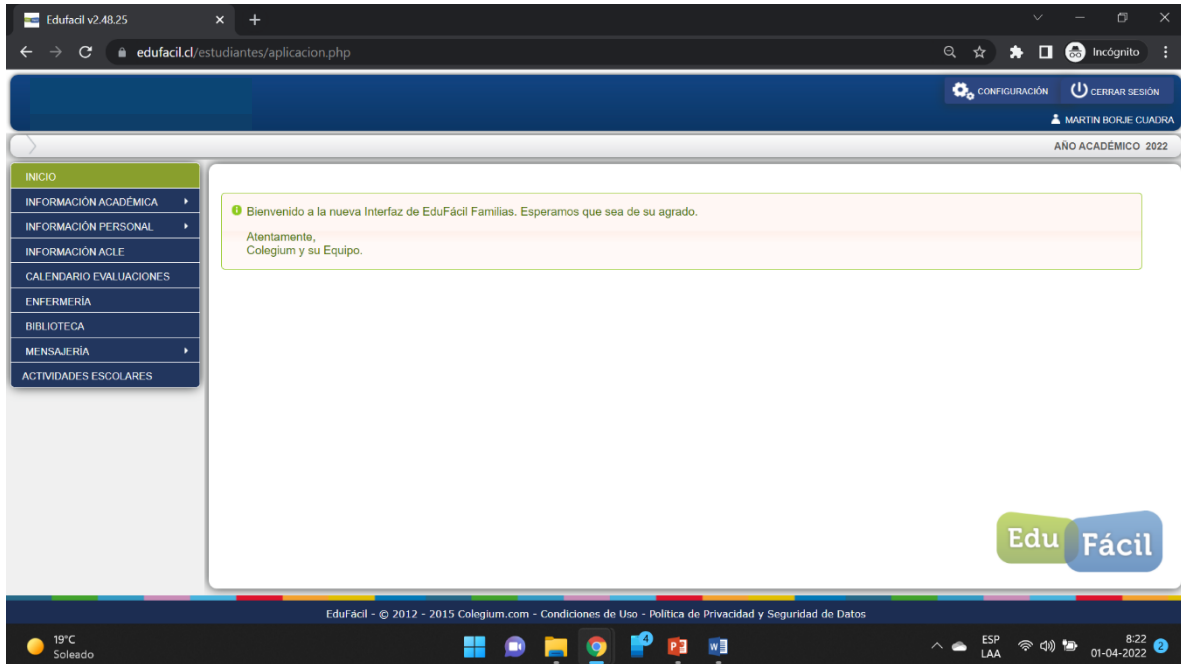 Edufacil v2.48.25
edufacil.cl/estudiantes/aplicacion.php
Incógnito
CONFIGURACIÓN
CERRAR SESIÓN
MARTIN BORJE CUADRA
AÑO ACADÉMICO 2022
INICIO
INFORMACIÓN ACADÉMICA
INFORMACIÓN PERSONAL
INFORMACIÓN ACLE
CALENDARIO EVALUACIONES
ENFERMERÍA
BIBLIOTECA
MENSAJERÍA
ACTIVIDADES ESCOLARES
Bienvenido a la nueva Interfaz de EduFácil Familias. Esperamos que sea de su agrado.
Atentamente,
Colegium y su Equipo.
Edu Fácil
EduFácil - © 2012 - 2015 Colegium.com - Condiciones de Uso - Política de Privacidad y Seguridad de Datos
19°C
Soleado
4
ESP
LAA
8:22
01-04-2022
2